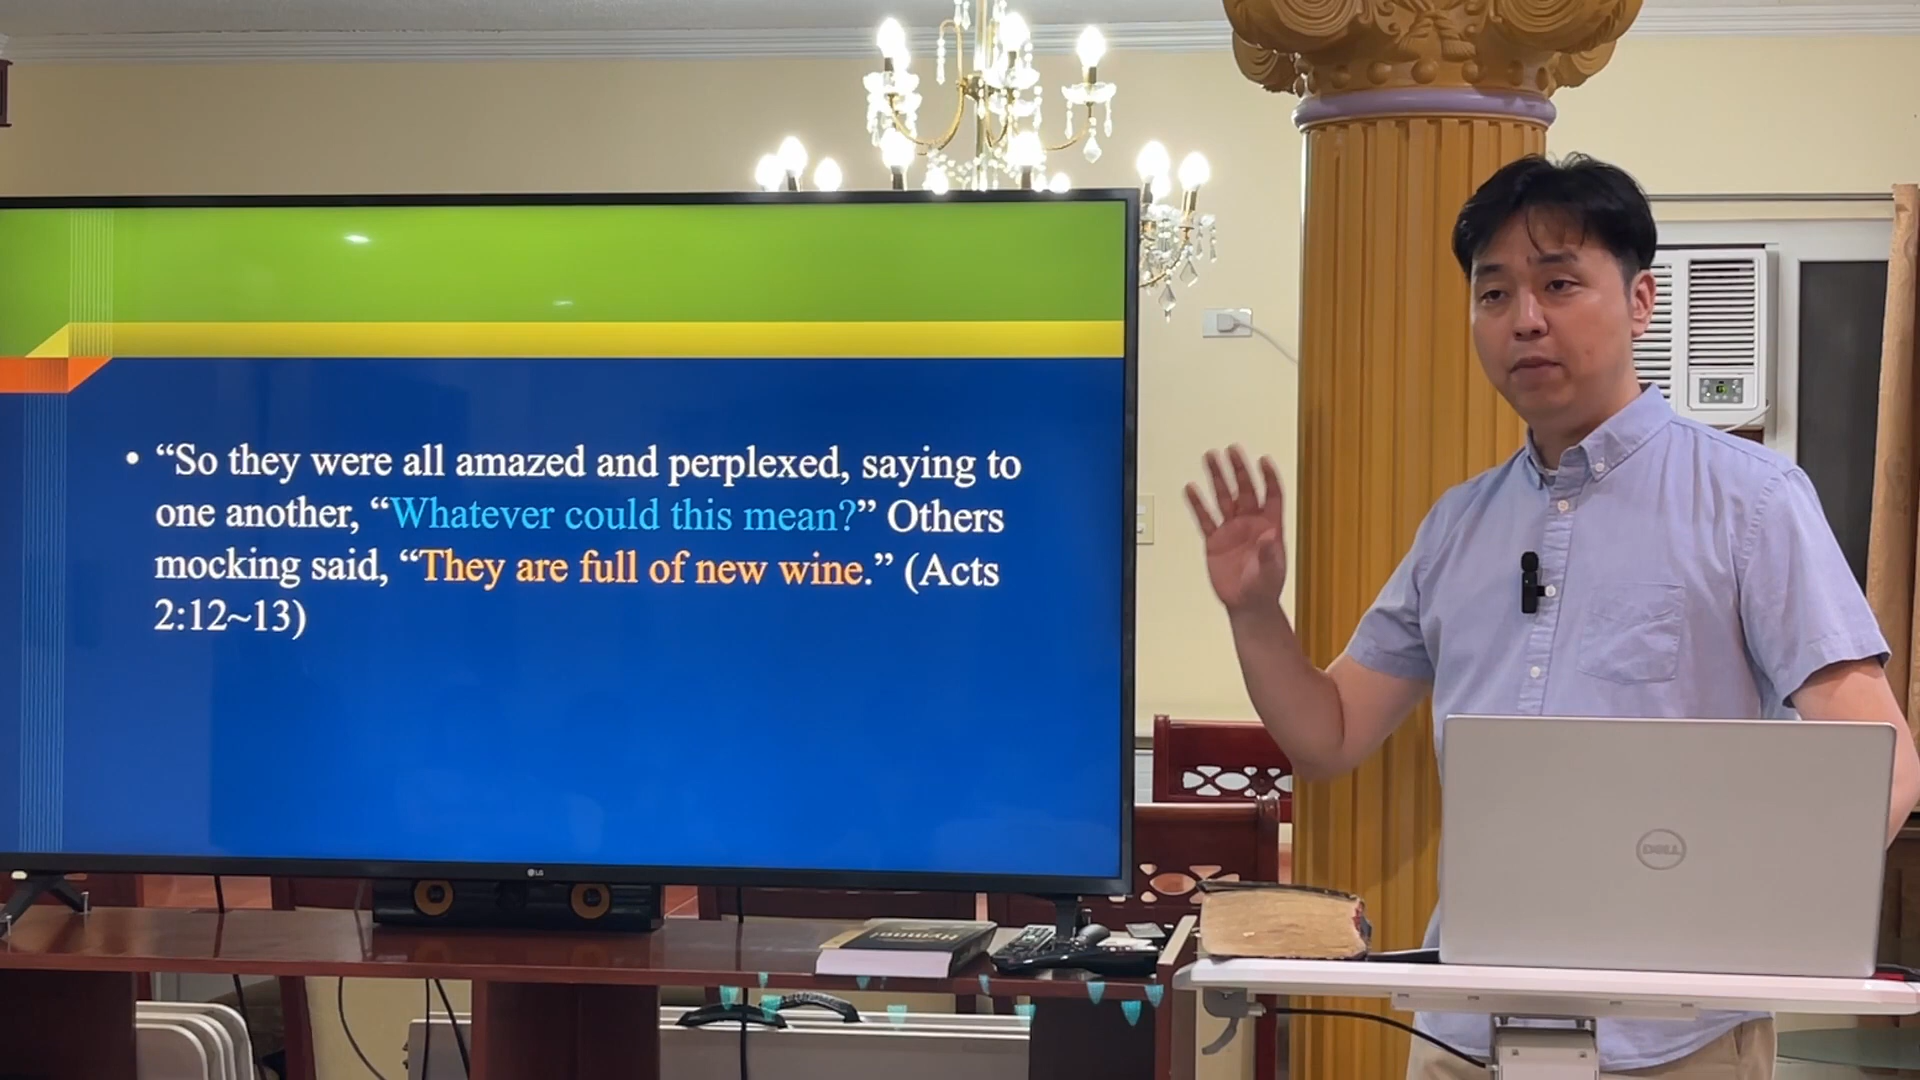 • “So they were all amazed and perplexed, saying to
one another, “Whatever could this mean?” Others
mocking said, “They are full of new wine.” (Acts
2:12~13)
LG
Hymnal
DELL